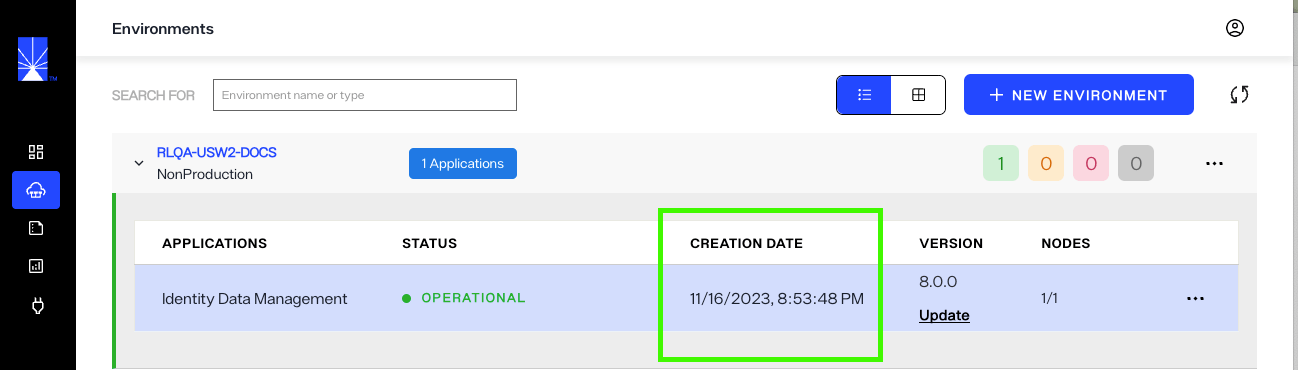 Environments
TM
SEARCH FOR
Environment name or type
NEW ENVIRONMENT
RLQA-USW2-DOCS
NonProduction
1 Applications
1 0 0 0
APPLICATIONS STATUS CREATION DATE VERSION NODES
Identity Data Management OPERATIONAL 11/16/2023, 8:53:48 PM 8.0.0 1/1
Update